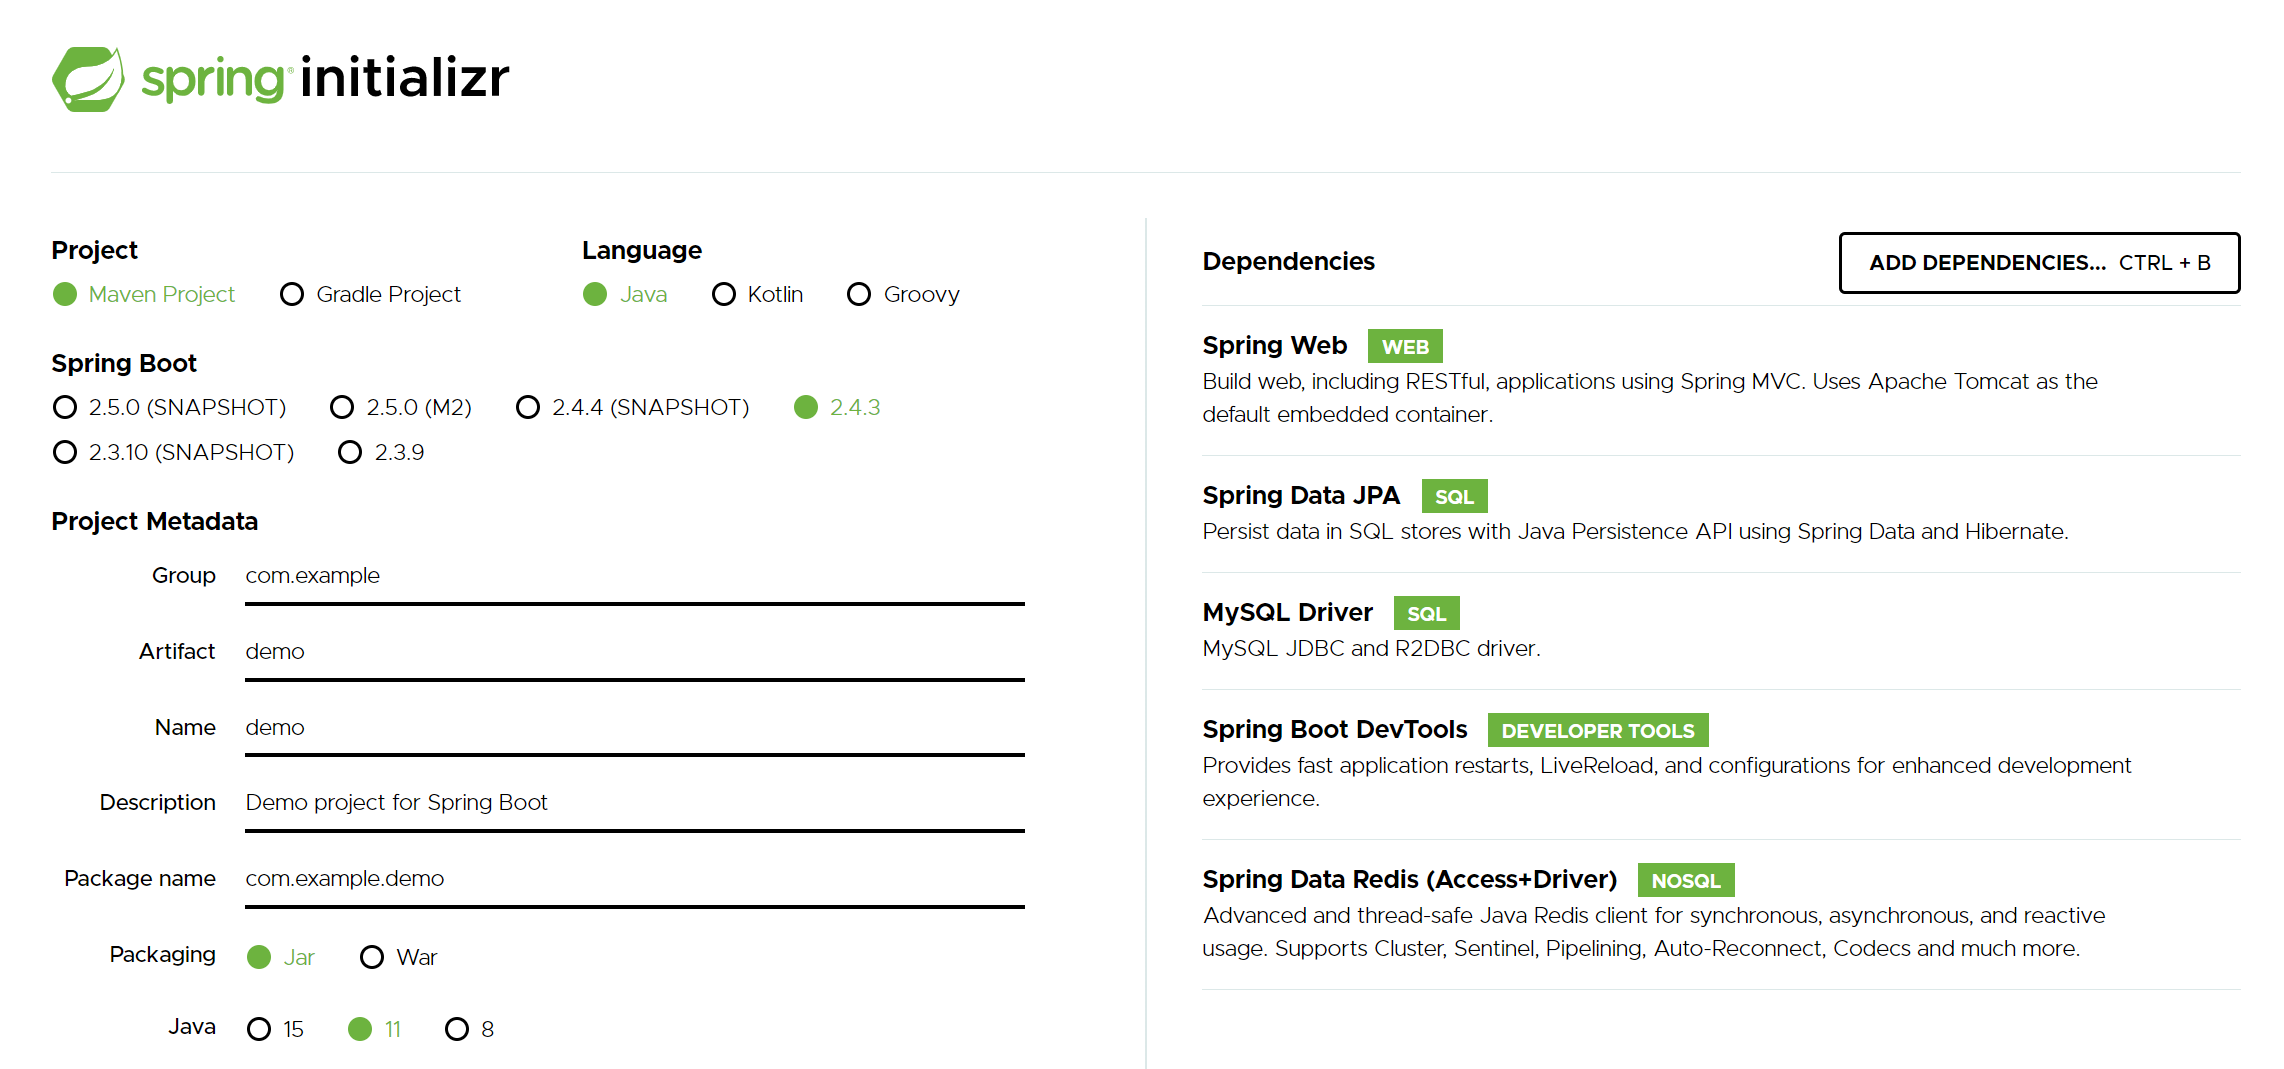 spring initializr
Project
Maven Project Gradle Project
Language
Java Kotlin Groovy
Spring Boot
2.5.0 (SNAPSHOT) 2.5.0 (M2) 2.4.4 (SNAPSHOT) 2.4.3
2.3.10 (SNAPSHOT) 2.3.9
Project Metadata
Group com.example
Artifact demo
Name demo
Description Demo project for Spring Boot
Package name com.example.demo
Packaging Jar War
Java 15 11 8
Dependencies ADD DEPENDENCIES... CTRL + B
Spring Web WEB
Build web, including RESTful, applications using Spring MVC. Uses Apache Tomcat as the
default embedded container.
Spring Data JPA SQL
Persist data in SQL stores with Java Persistence API using Spring Data and Hibernate.
MySQL Driver SQL
MySQL JDBC and R2DBC driver.
Spring Boot DevTools DEVELOPER TOOLS
Provides fast application restarts, LiveReload, and configurations for enhanced development
experience.
Spring Data Redis (Access+Driver) NOSQL
Advanced and thread-safe Java Redis client for synchronous, asynchronous, and reactive
usage. Supports Cluster, Sentinel, Pipelining, Auto-Reconnect, Codecs and much more.